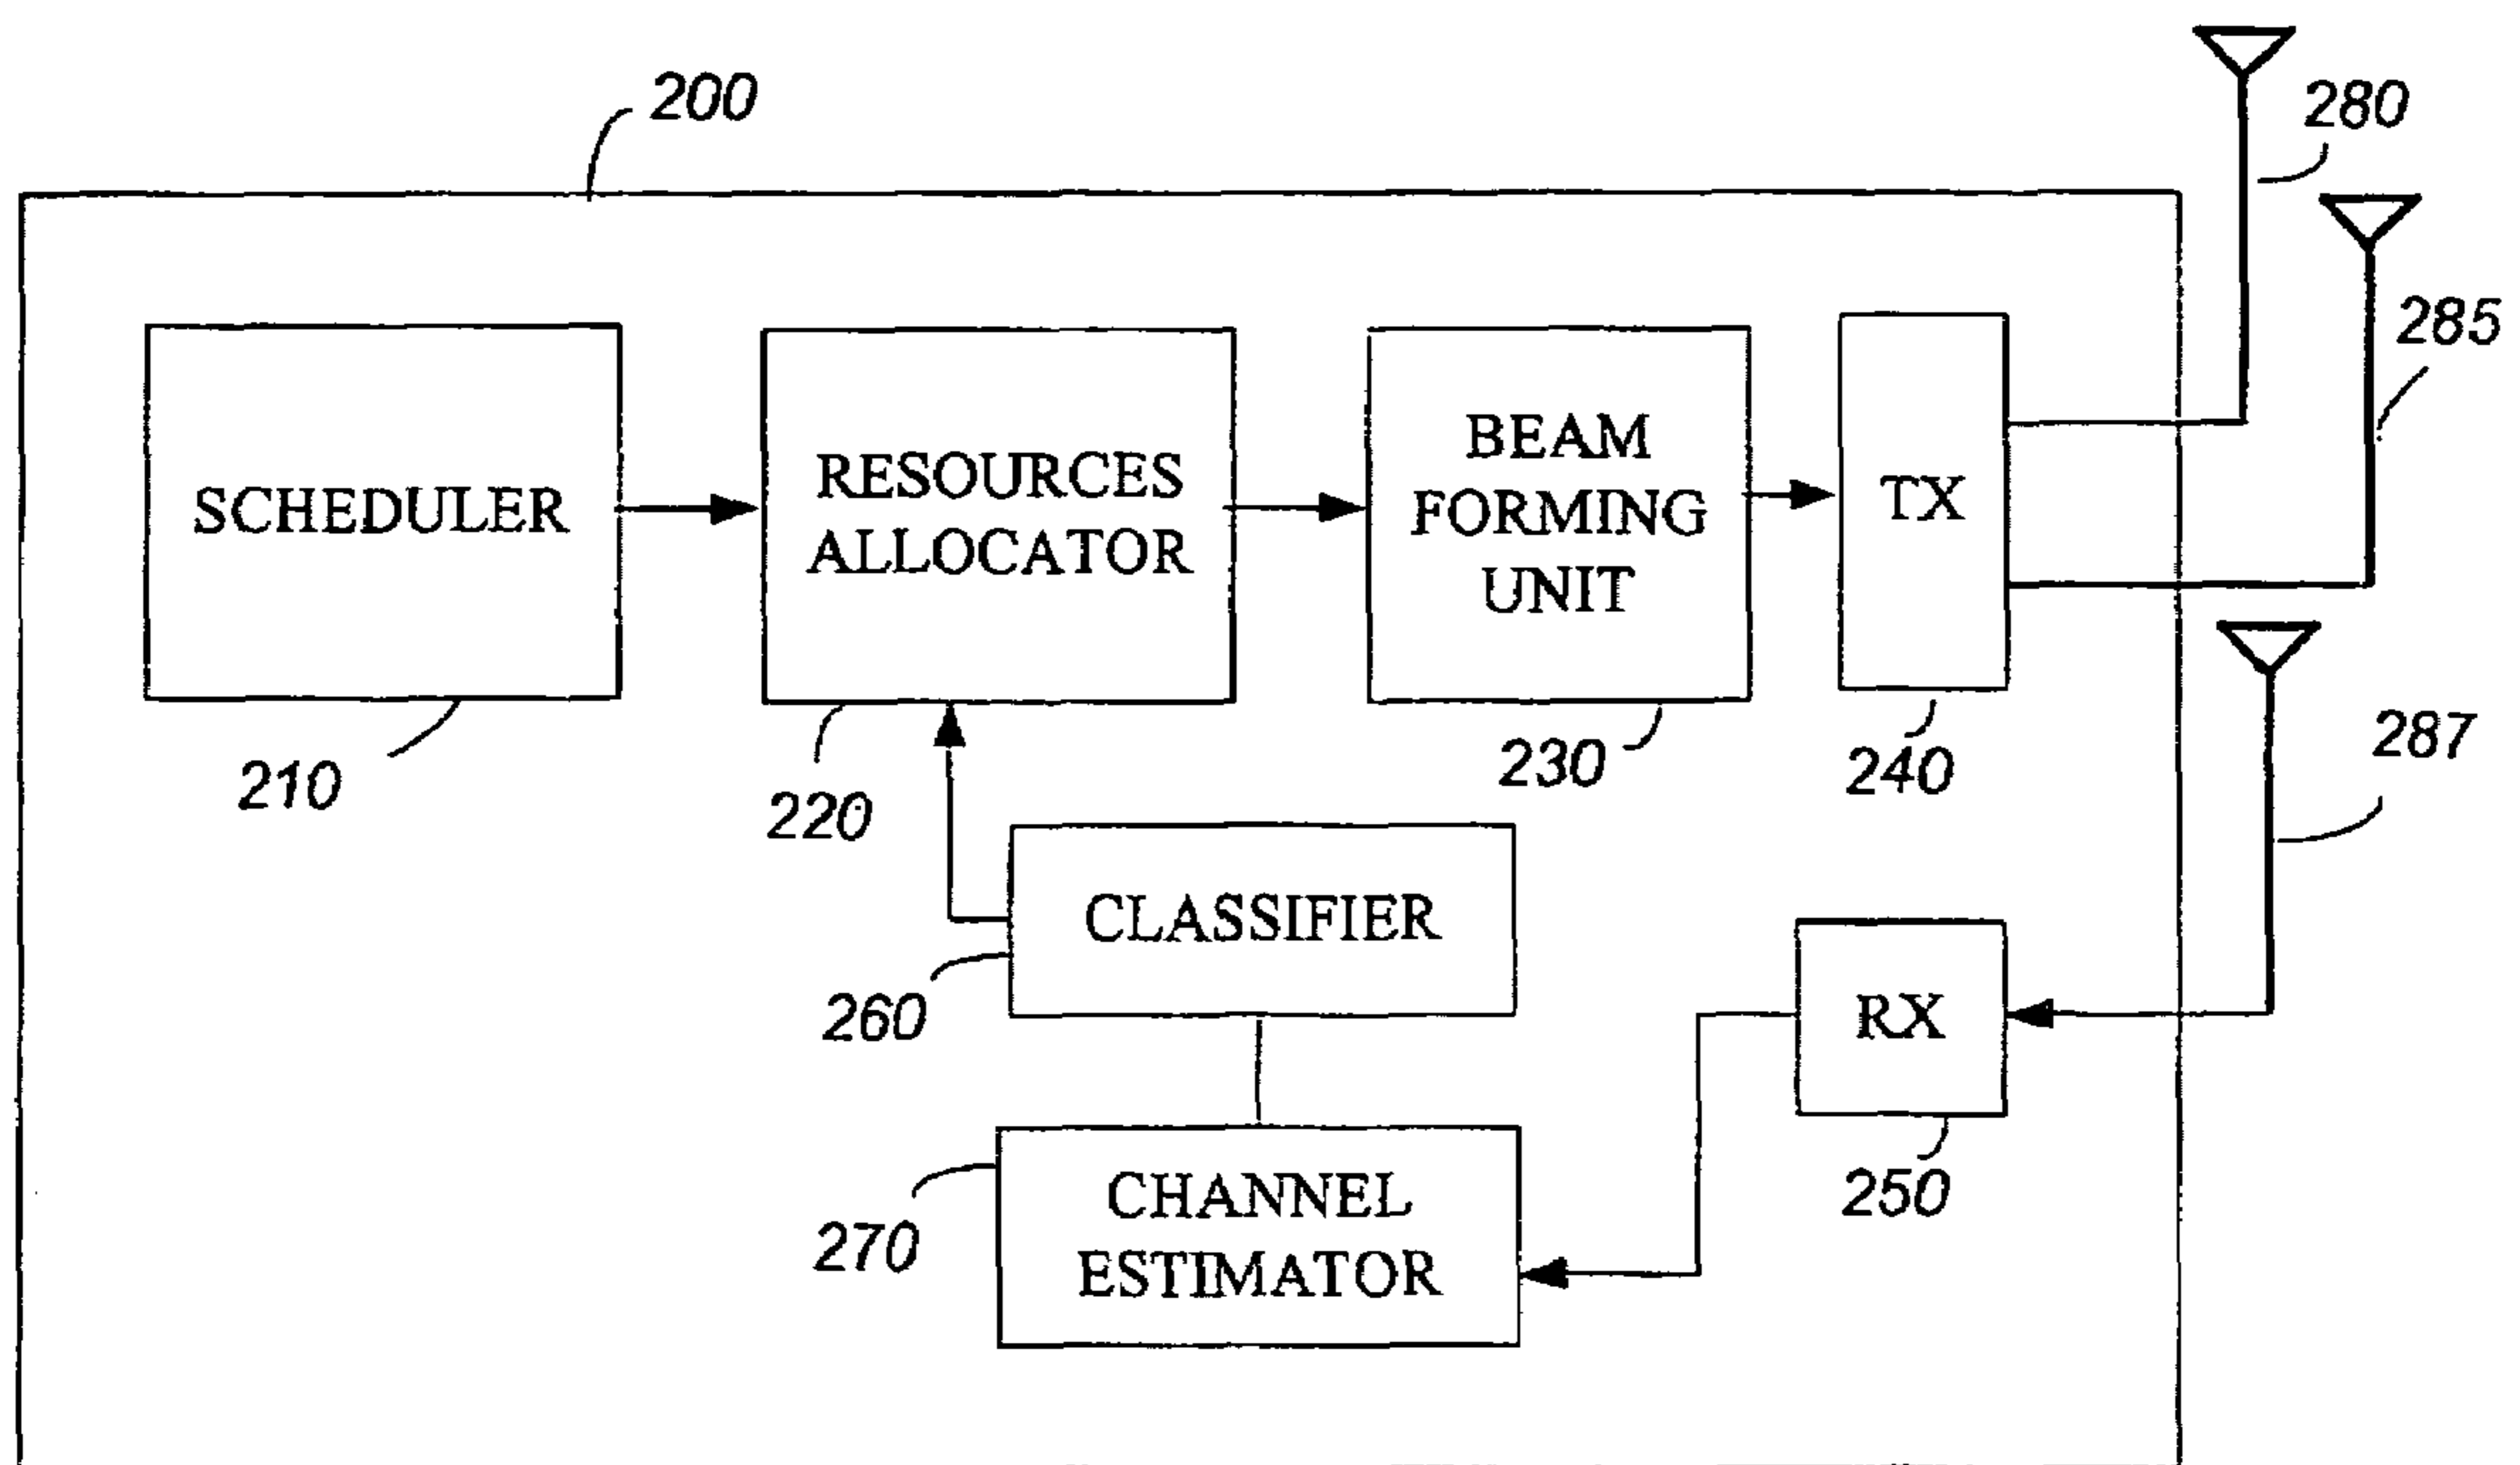 200
280
285
SCHEDULER
RESOURCES
ALLOCATOR
BEAM
FORMING
UNIT
TX
210
220
230
240
287
CLASSIFIER
260
RX
250
CHANNEL
ESTIMATOR
270